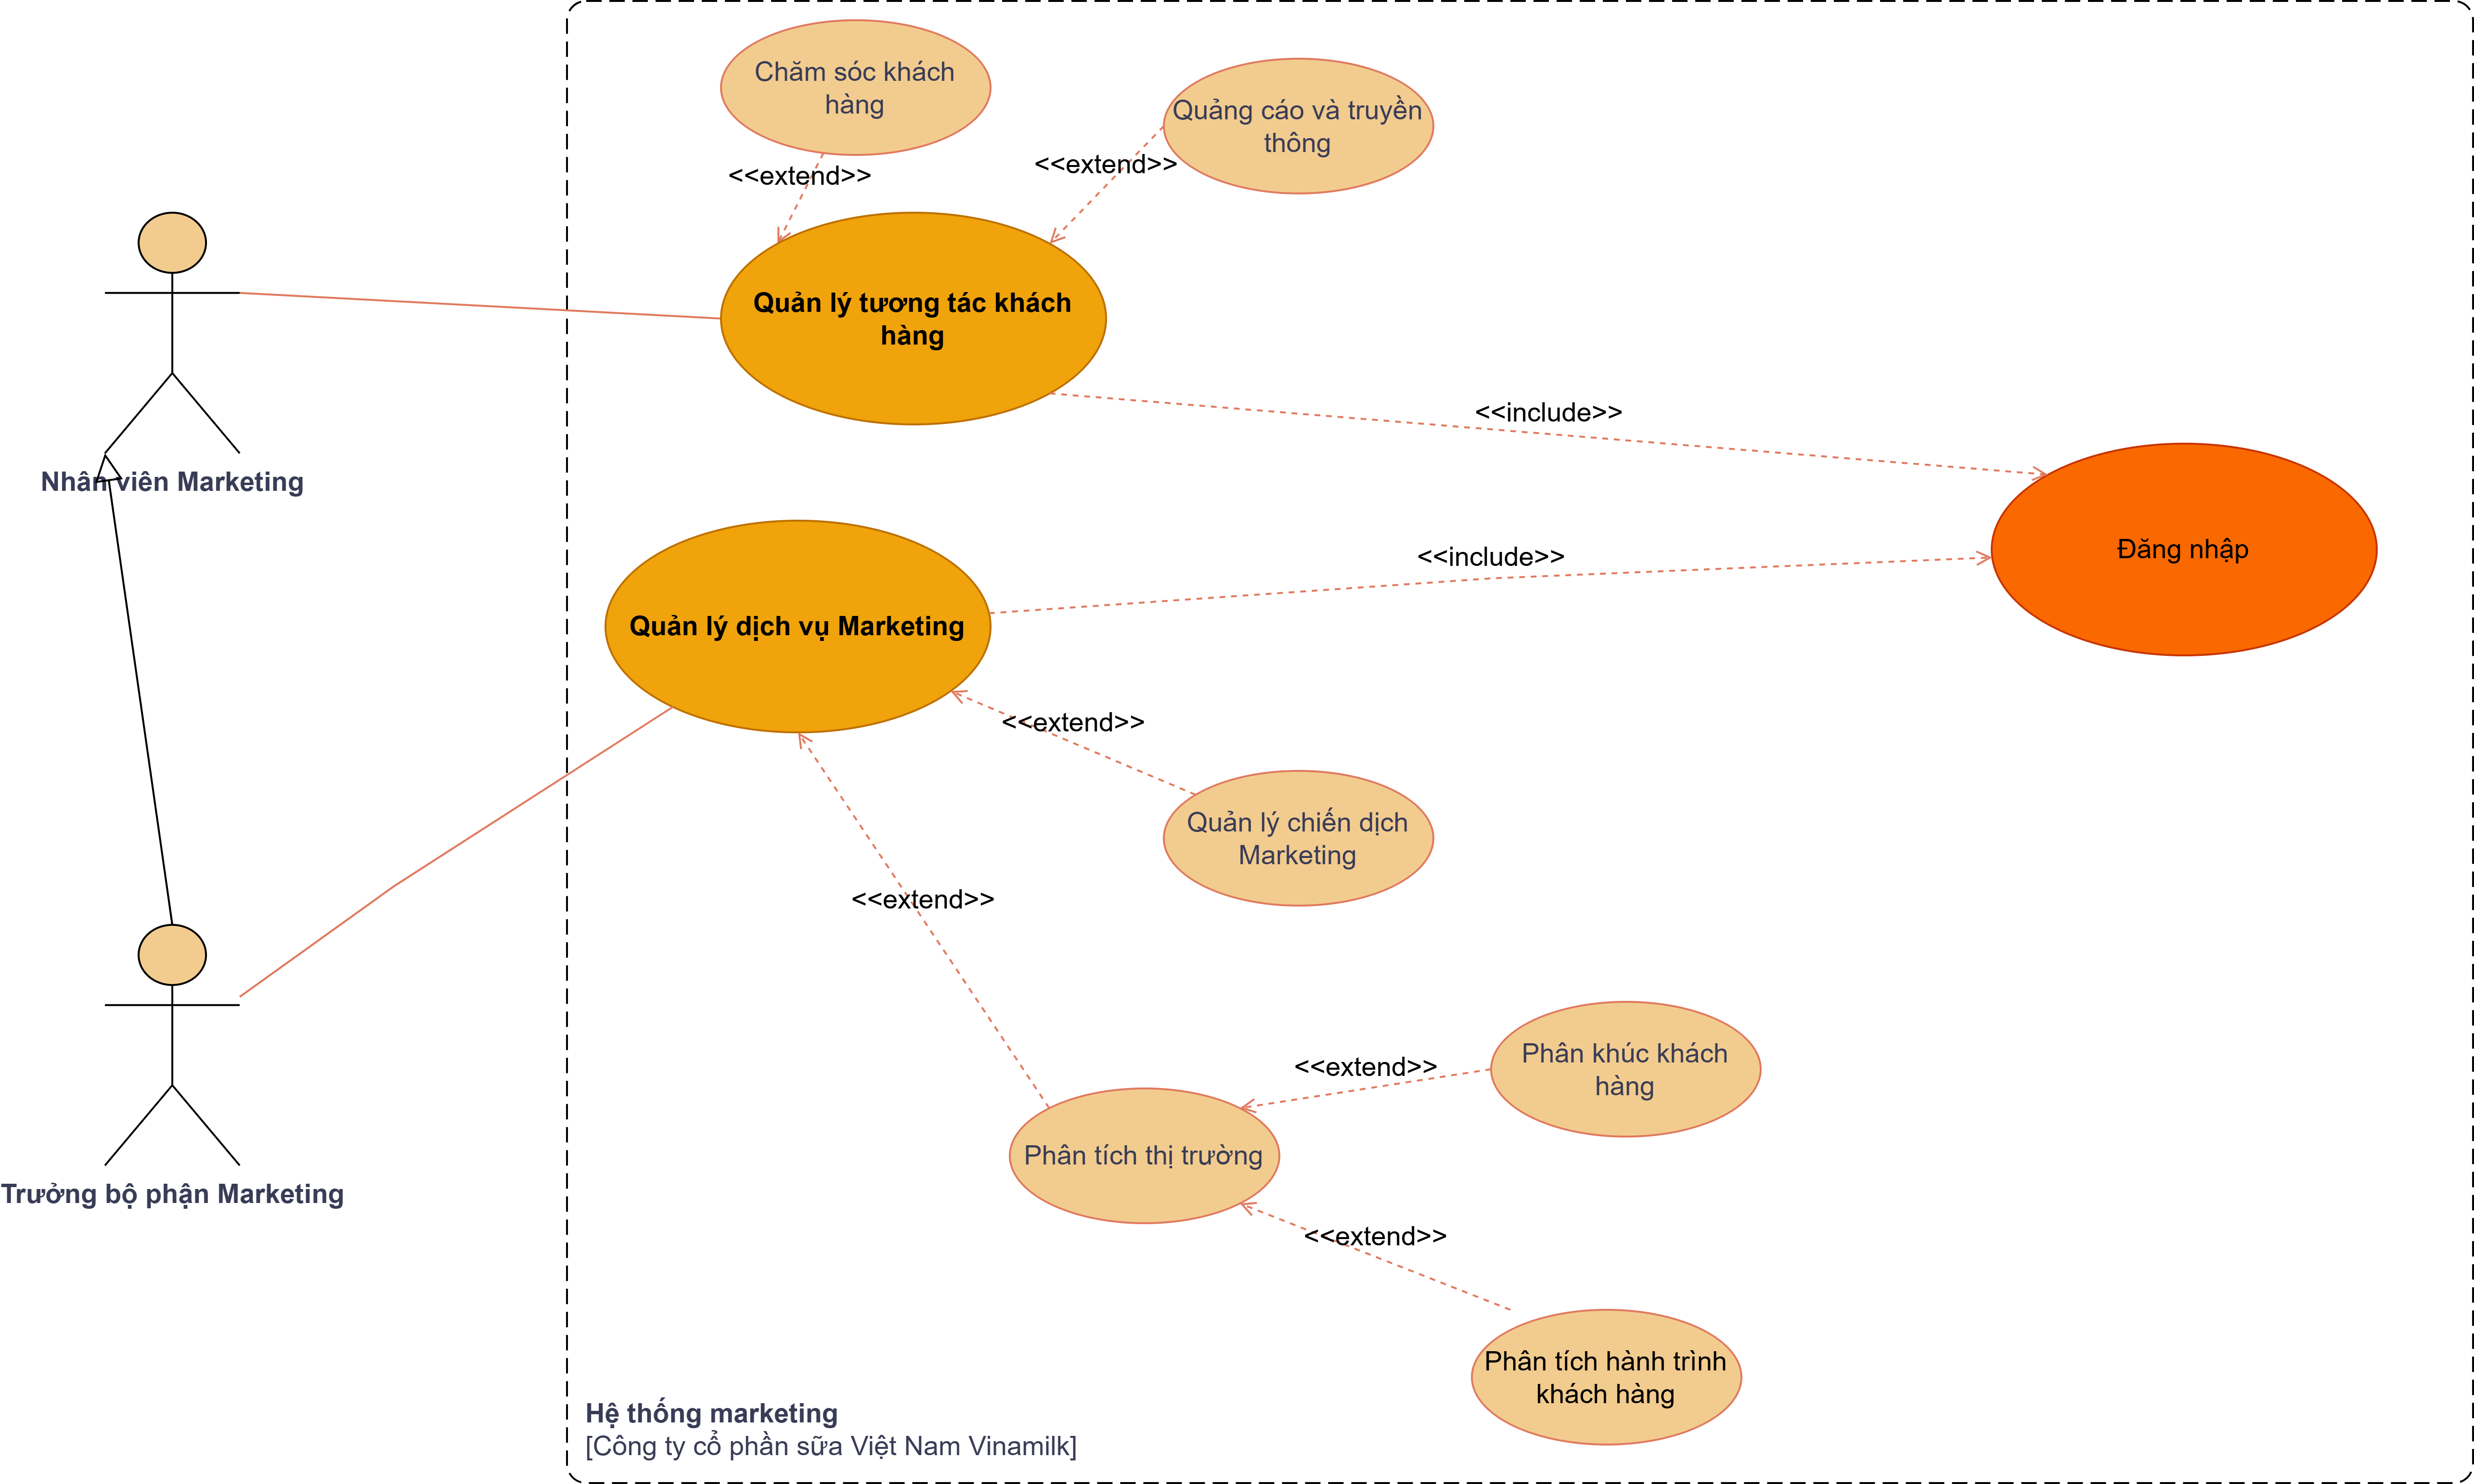 Chăm sóc khách
hàng
Quảng cáo và truyền
thông
<<extend>>
<<extend>>
Quản lý tương tác khách
hàng
Nhân viên Marketing
<<include>>
Đăng nhập
<<include>>
Quản lý dịch vụ Marketing
<<extend>>
Quản lý chiến dịch
Marketing
<<extend>>
Phân khúc khách
hàng
<<extend>>
Phân tích thị trường
Trưởng bộ phận Marketing
<<extend>>
Phân tích hành trình
khách hàng
Hệ thống marketing
[Công ty cổ phần sữa Việt Nam Vinamilk]